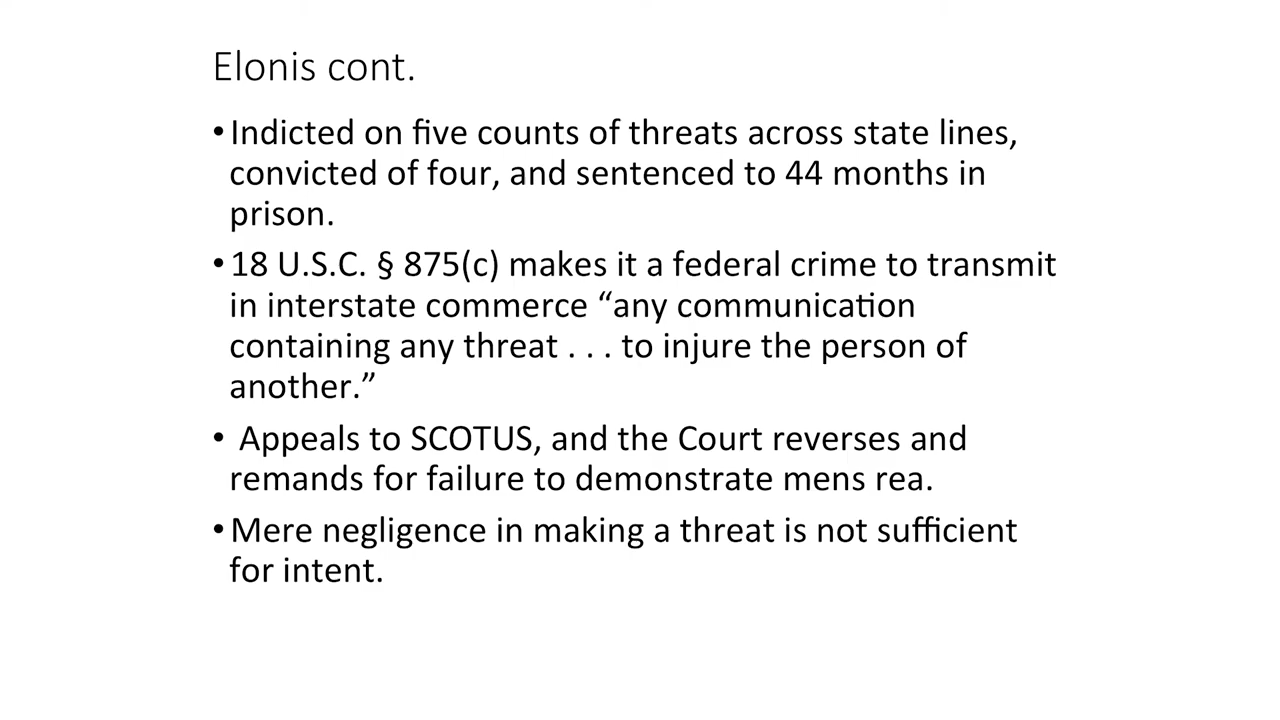 Elonis cont.
•Indicted on five counts of threats across state lines,
convicted of four, and sentenced to 44 months in
prison.
•18 U.S.C. § 875(c) makes it a federal crime to transmit
in interstate commerce “any communication
containing any threat . . . to injure the person of
another.”
• Appeals to SCOTUS, and the Court reverses and
remands for failure to demonstrate mens rea.
•Mere negligence in making a threat is not sufficient
for intent.